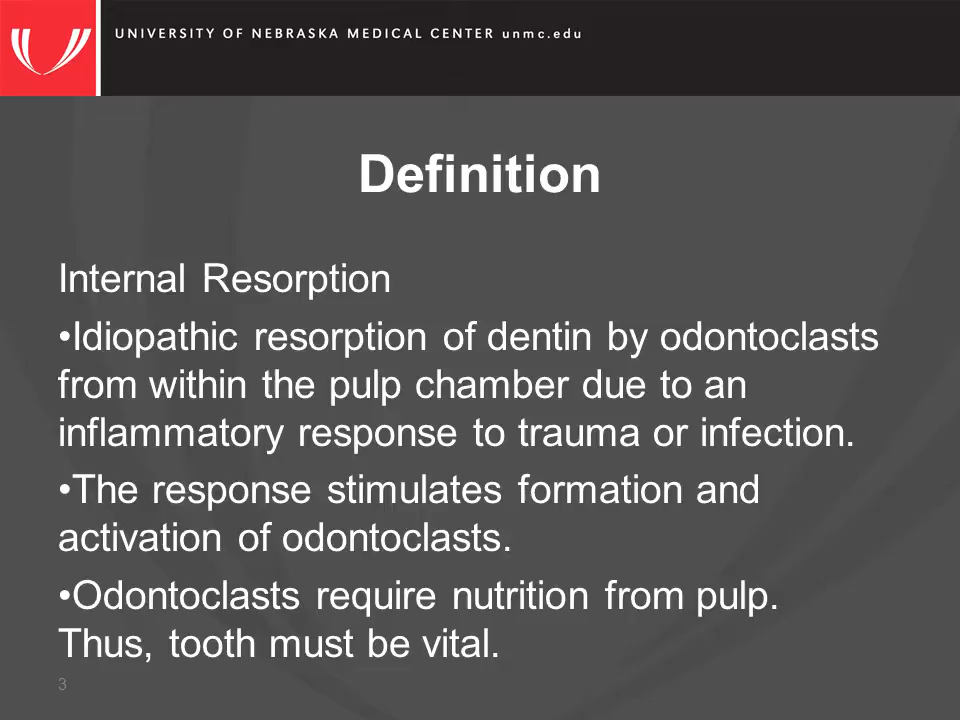 UNIVERSITY OF NEBRASKA MEDICAL CENTER unmc.edu
Definition
Internal Resorption
•Idiopathic resorption of dentin by odontoclasts
from within the pulp chamber due to an
inflammatory response to trauma or infection.
•The response stimulates formation and
activation of odontoclasts.
•Odontoclasts require nutrition from pulp.
Thus, tooth must be vital.
3